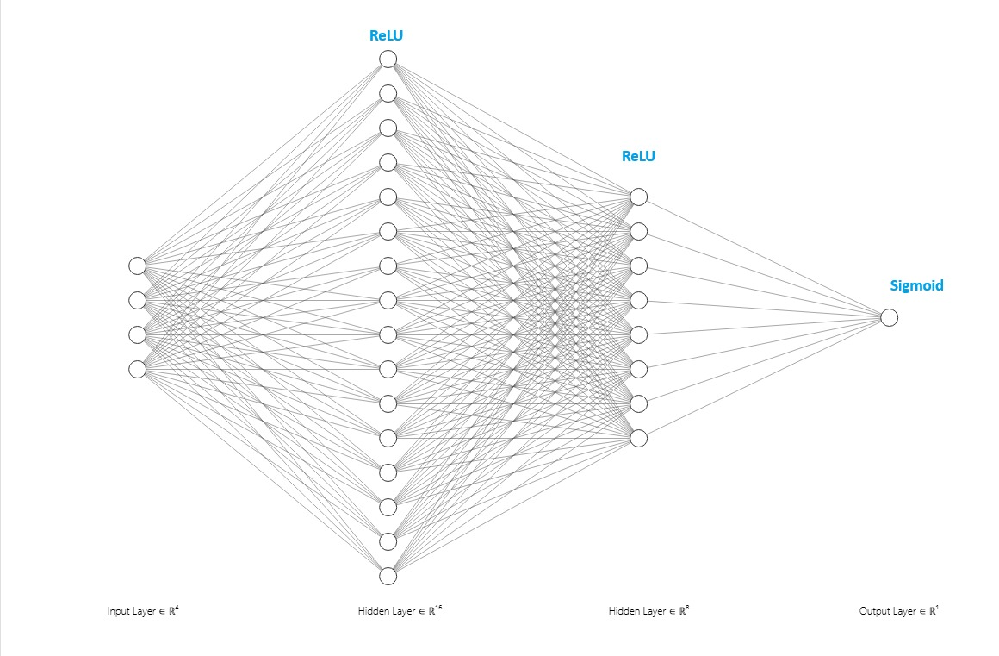 ReLU
ReLU
Sigmoid
Input Layer ∈ ℝ⁴
Hidden Layer ∈ ℝ¹⁶
Hidden Layer ∈ ℝ⁸
Output Layer ∈ ℝ¹